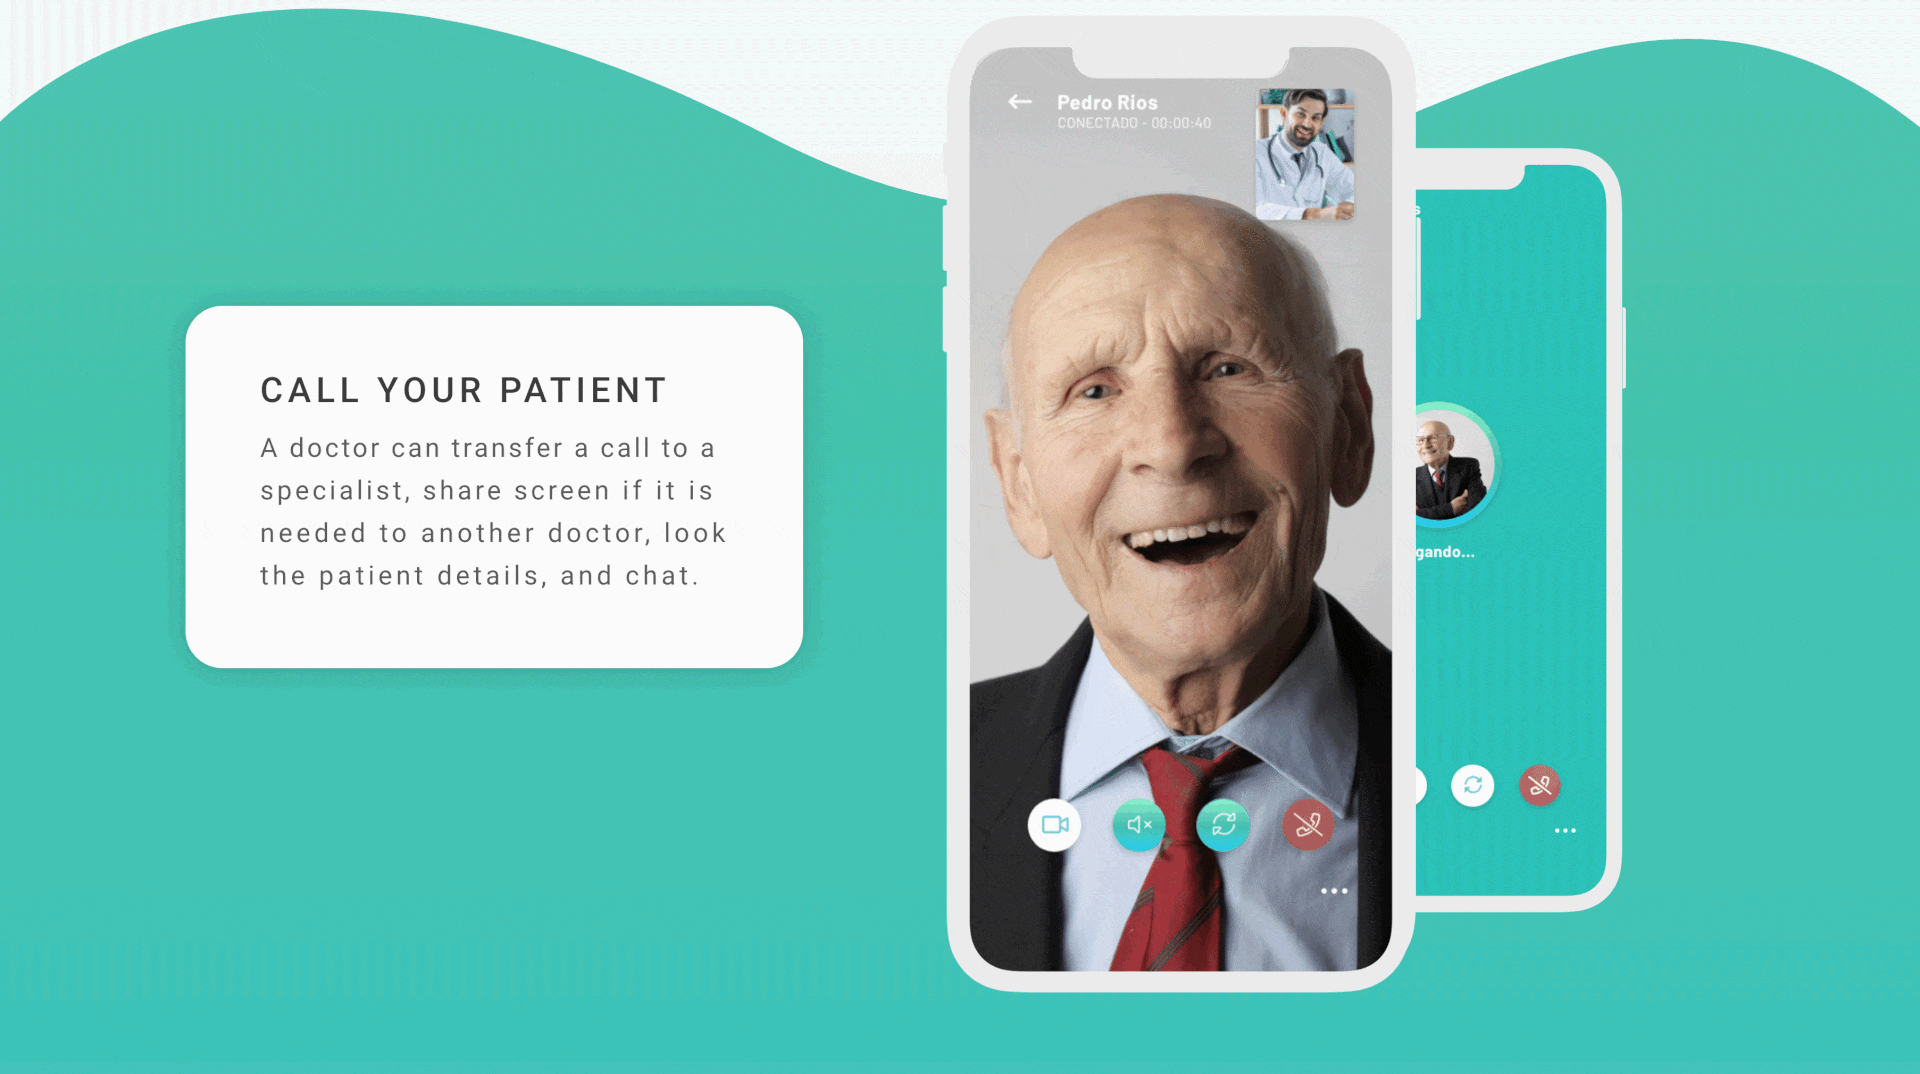 CALL YOUR PATIENT
A doctor can transfer a call to a
specialist, share screen if it is
needed to another doctor, look
the patient details, and chat.
Pedro Rios
CONECTADO - 00:00:40
s
gando...